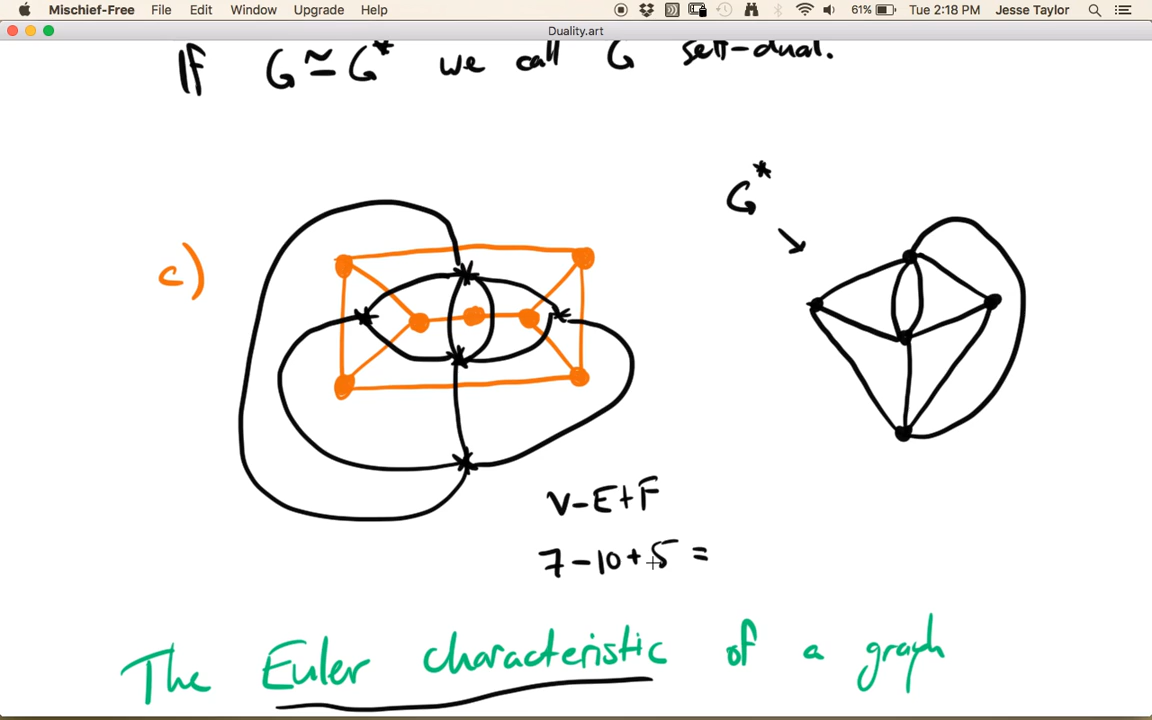 Mischief-Free File Edit Window Upgrade Help 61% Tue 2:18 PM Jesse Taylor
Duality.art
If G ≅ G* we call G self-dual.
G*
c)
V-E+F
7-10+5=
The Euler characteristic of a graph